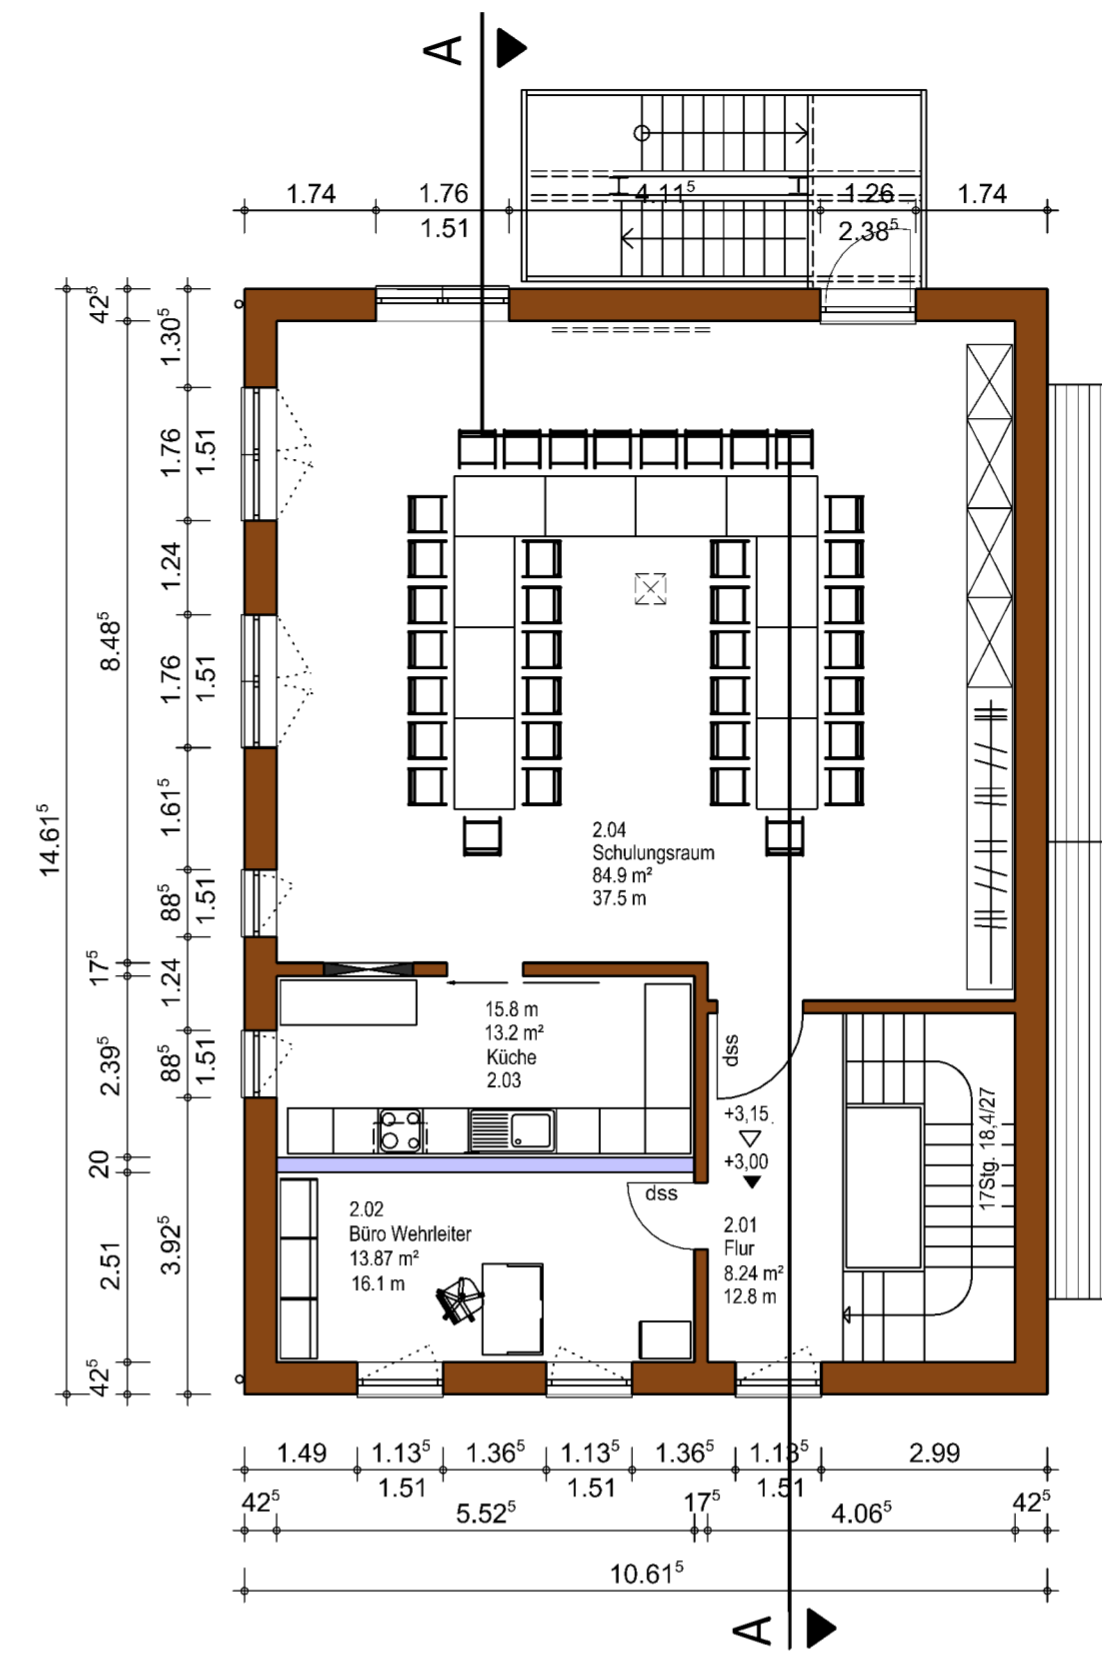 A
1.74
1.76
4.11⁵
1.26
1.74
1.51
2.38⁵
42⁵
1.30⁵
1.76
1.51
1.24
8.48⁵
1.76
1.51
14.61⁵
1.61⁵
88⁵
1.51
17⁵
1.24
2.39⁵
88⁵
1.51
20
3.92⁵
2.51
42⁵
2.04
Schulungsraum
84.9 m²
37.5 m
15.8 m
13.2 m²
Küche
2.03
dss
+3,15
+3,00
17Stg. 18,4/27
dss
2.02
Büro Wehrleiter
13.87 m²
16.1 m
2.01
Flur
8.24 m²
12.8 m
1.49
1.13⁵
1.36⁵
1.13⁵
1.36⁵
1.13⁵
2.99
1.51
1.51
1.51
42⁵
5.52⁵
17⁵
4.06⁵
42⁵
10.61⁵
A